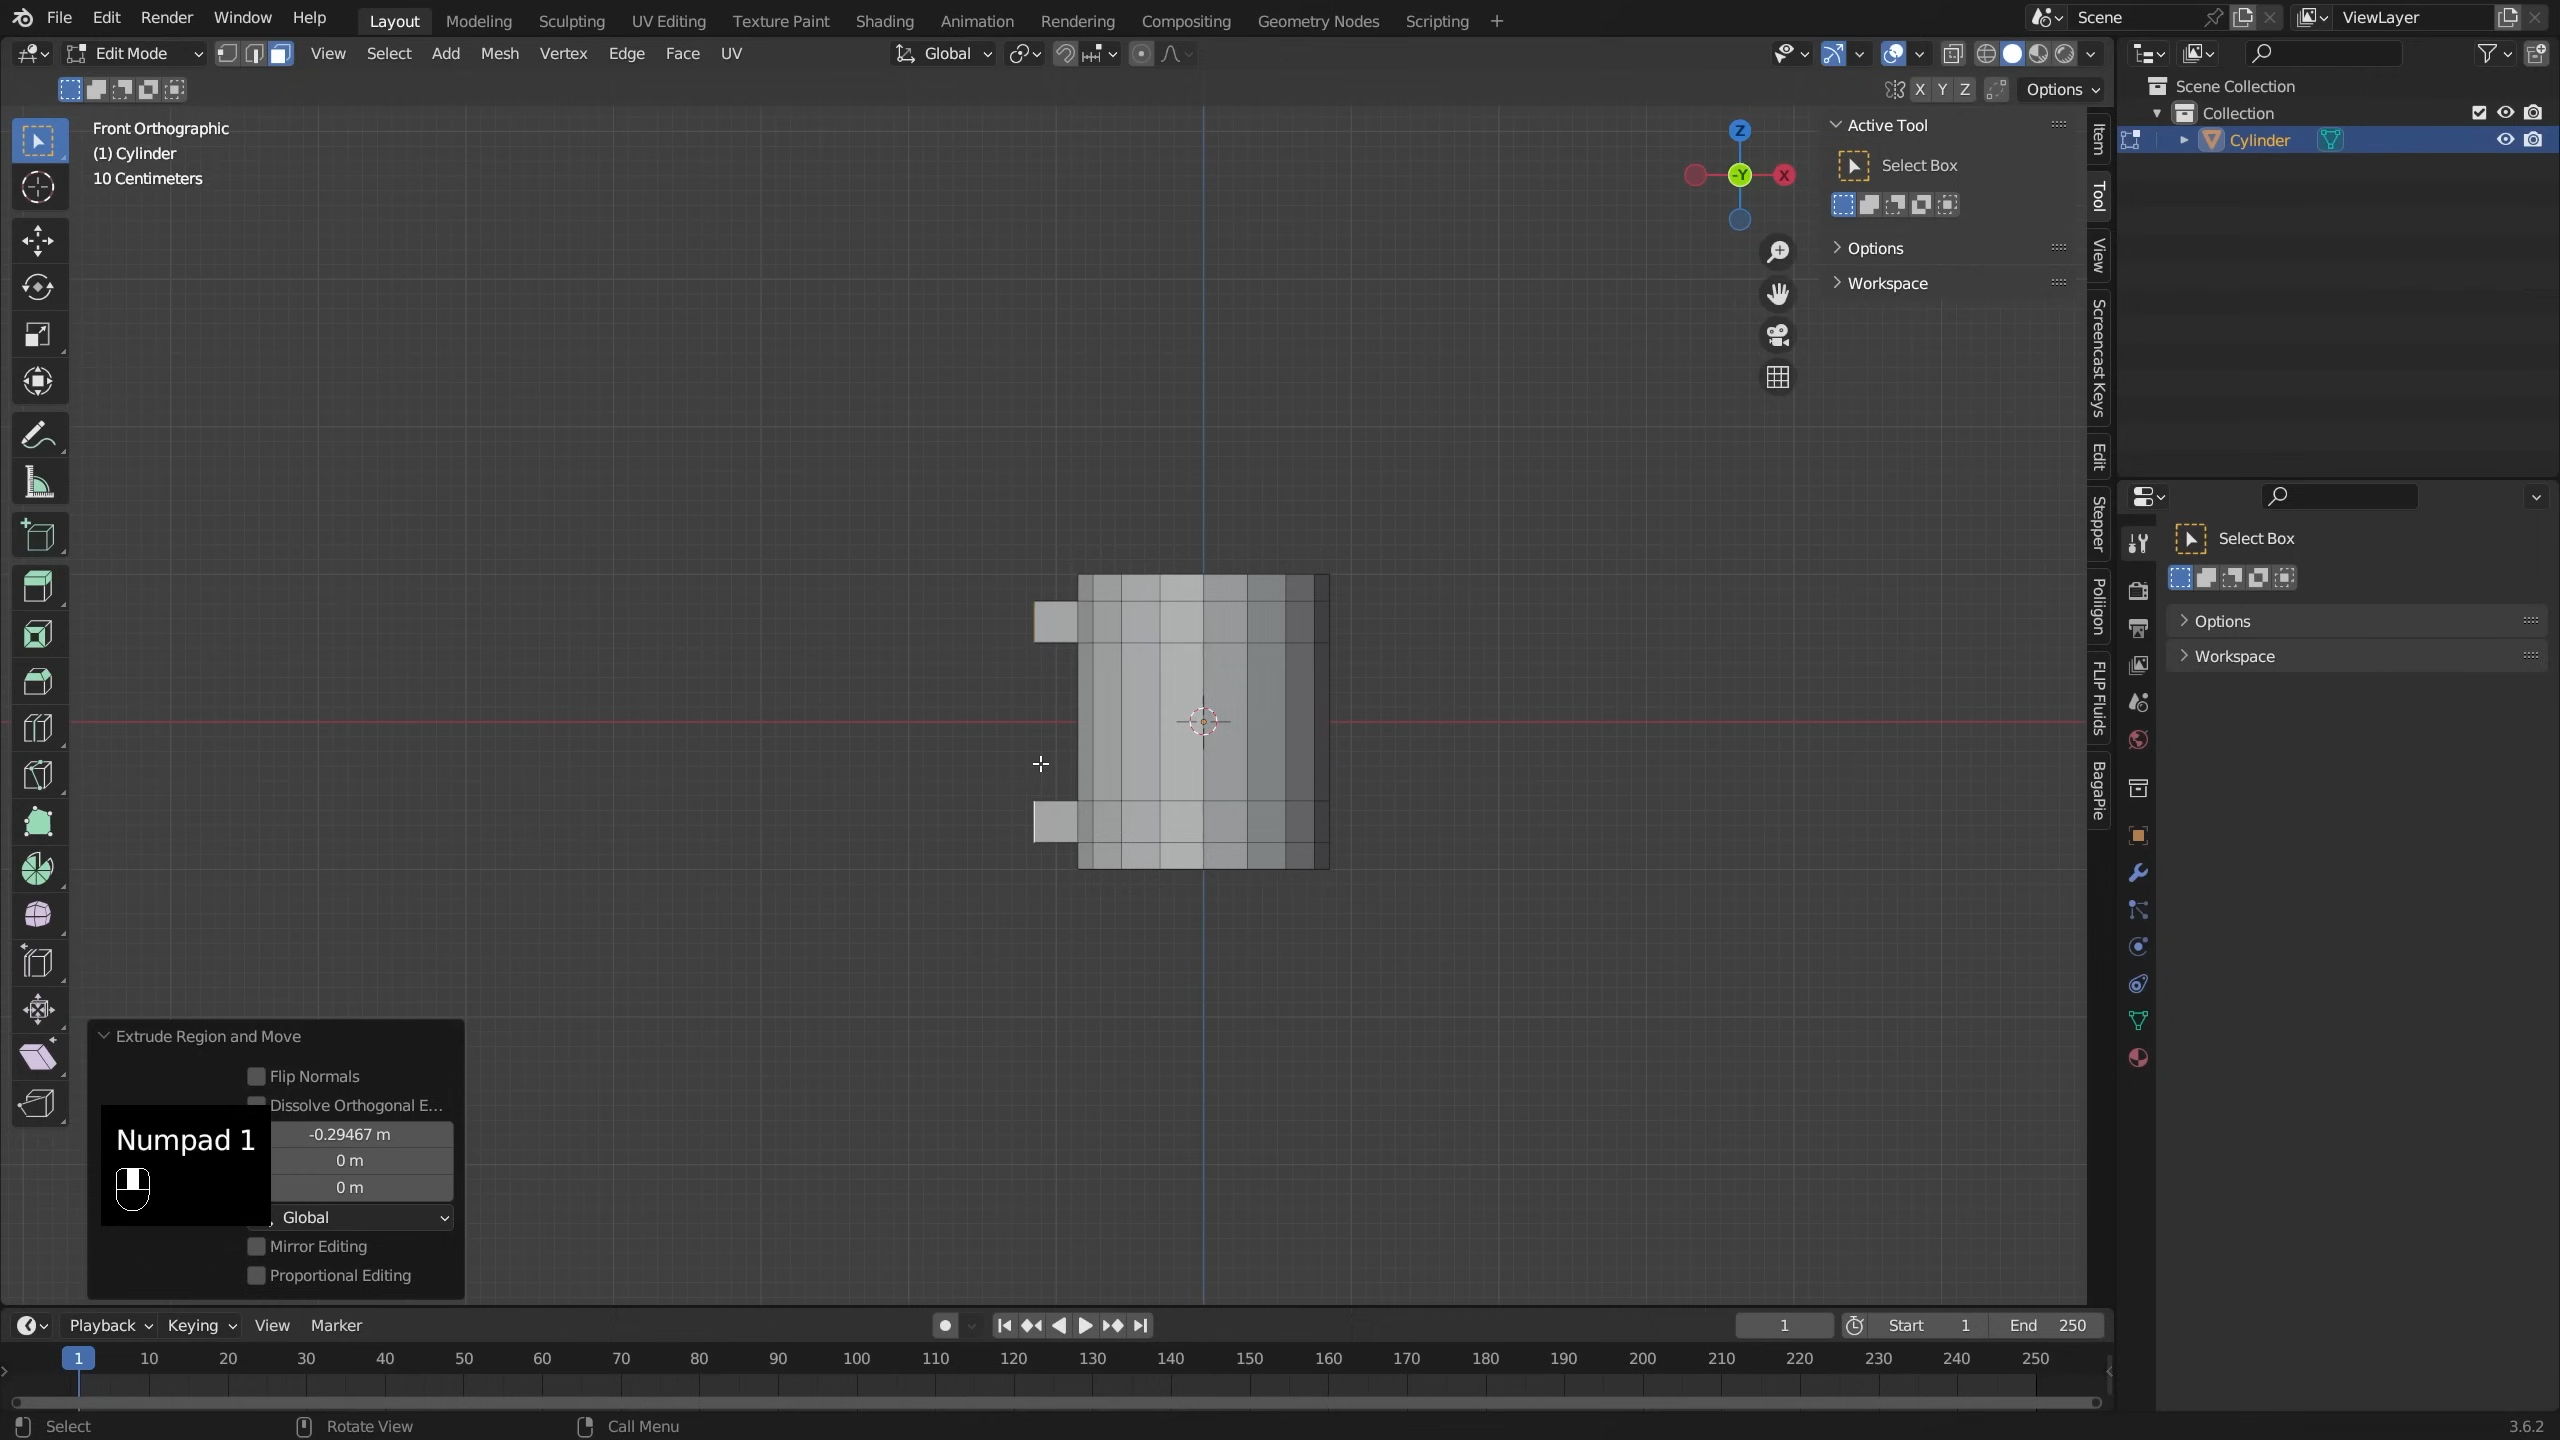 File Edit Render Window Help Layout Modeling Sculpting UV Editing Texture Paint Shading Animation Rendering Compositing Geometry Nodes Scripting + Scene ViewLayer
Edit Mode View Select Add Mesh Vertex Edge Face UV Global
X Y Z Options
Front Orthographic
(1) Cylinder
10 Centimeters
Z
-Y
X
Active Tool
Select Box
Options
Workspace
Item
Tool
View
Screencast Keys
Edit
Stepper
Poliigon
FLIP Fluids
BagaPie
Scene Collection
Collection
Cylinder
Select Box
Options
Workspace
Extrude Region and Move
Flip Normals
Dissolve Orthogonal E...
-0.29467 m
0 m
0 m
Global
Mirror Editing
Proportional Editing
Numpad 1
Playback Keying View Marker 1 Start 1 End 250
1 10 20 30 40 50 60 70 80 90 100 110 120 130 140 150 160 170 180 190 200 210 220 230 240 250
Select Rotate View Call Menu 3.6.2